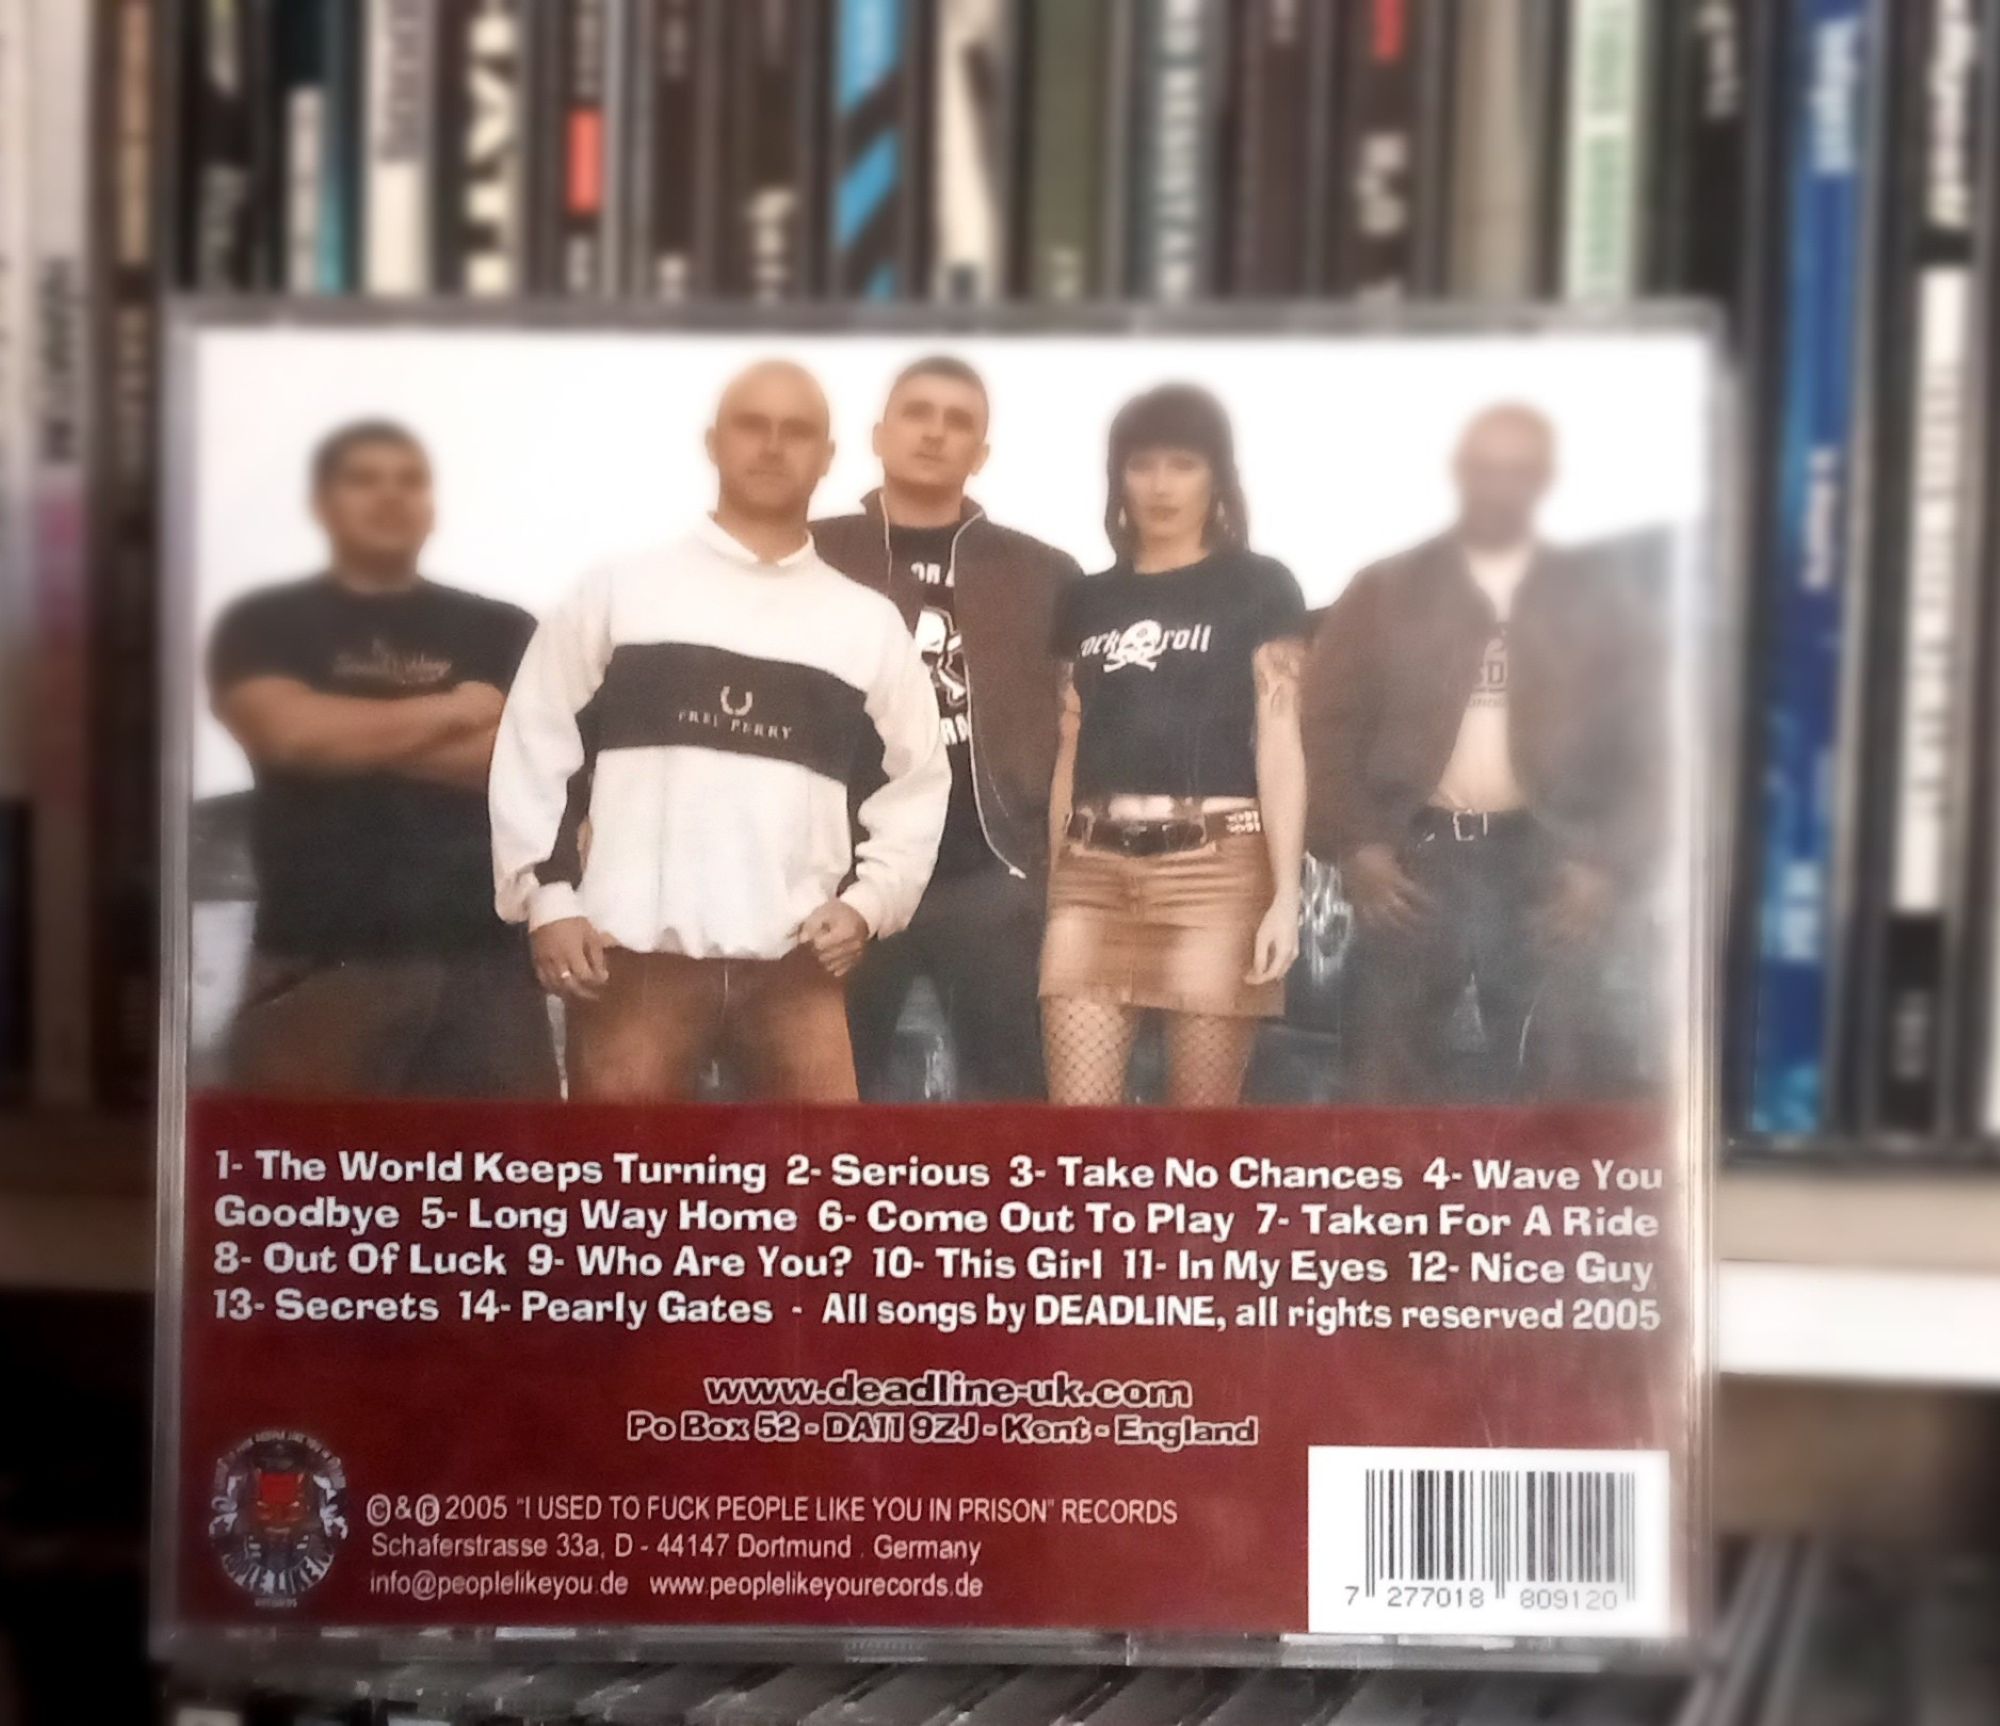 FRED PERRY
rock roll
1- The World Keeps Turning 2- Serious 3- Take No Chances 4- Wave You
Goodbye 5- Long Way Home 6- Come Out To Play 7- Taken For A Ride
8- Out Of Luck 9- Who Are You? 10- This Girl 11- In My Eyes 12- Nice Guy
13- Secrets 14- Pearly Gates - All songs by DEADLINE, all rights reserved 2005
www.deadline-uk.com
Po Box 52 - DA11 9ZJ - Kent - England
©&℗ 2005 "I USED TO FUCK PEOPLE LIKE YOU IN PRISON" RECORDS
Schaferstrasse 33a, D - 44147 Dortmund . Germany
info@peoplelikeyou.de www.peoplelikeyourecords.de
7 277018 809120